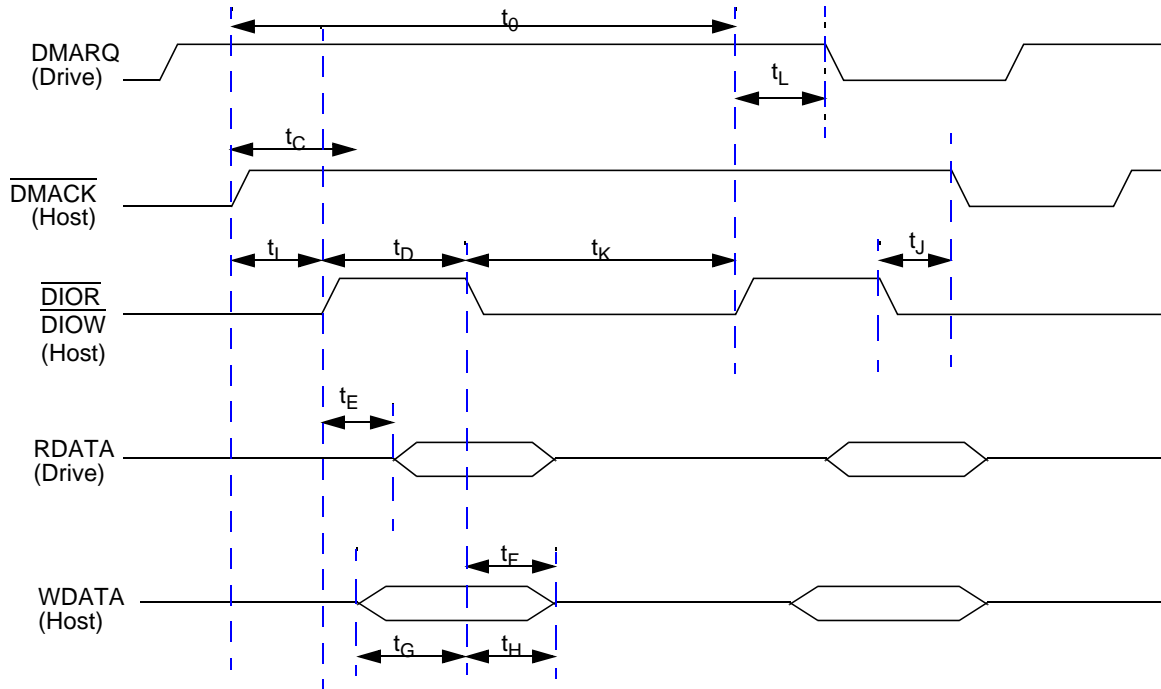 t0
DMARQ
(Drive)
tL
tC
DMACK
(Host)
tI
tD
tK
tJ
DIOR
DIOW
(Host)
tE
RDATA
(Drive)
tF
WDATA
(Host)
tG
tH